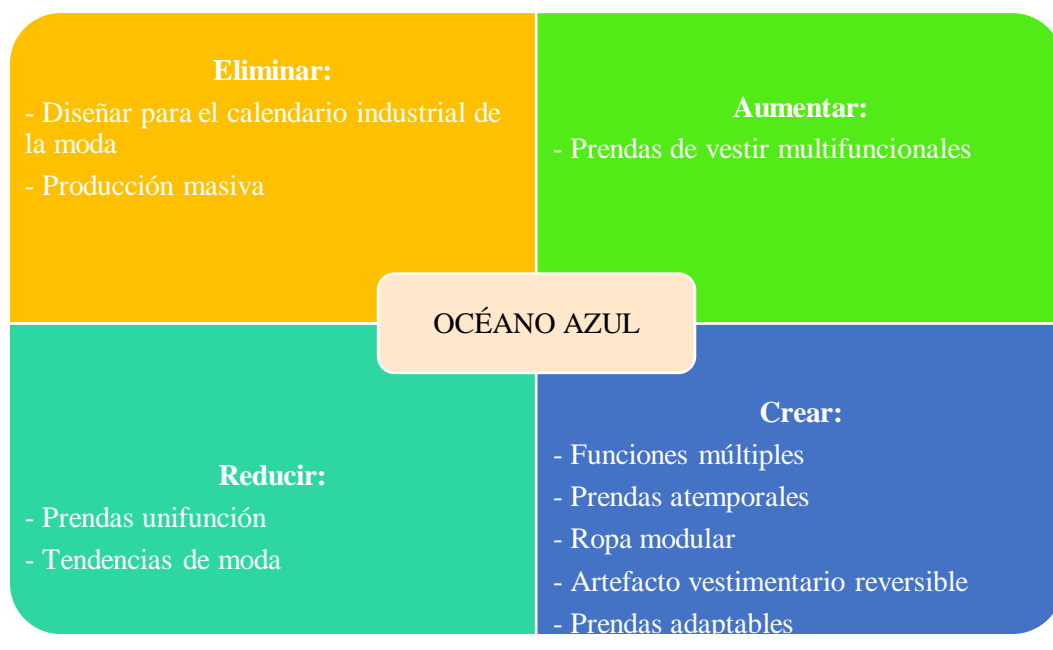 Eliminar:
- Diseñar para el calendario industrial de
la moda
- Producción masiva
Aumentar:
- Prendas de vestir multifuncionales
OCÉANO AZUL
Reducir:
- Prendas unifunción
- Tendencias de moda
Crear:
- Funciones múltiples
- Prendas atemporales
- Ropa modular
- Artefacto vestimentario reversible
- Prendas adaptables